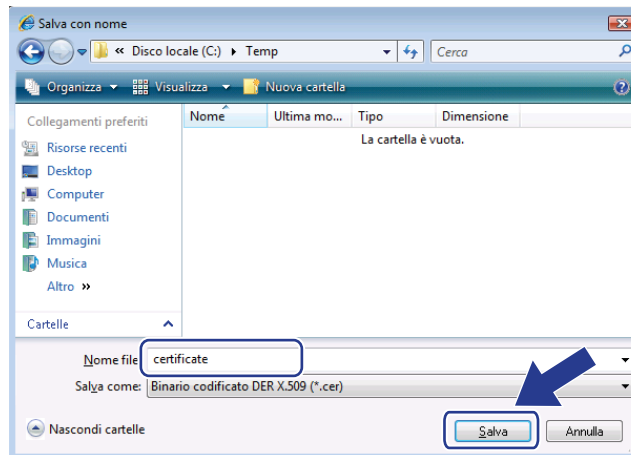 Salva con nome
« Disco locale (C:) Temp Cerca
Organizza Visualizza Nuova cartella
Collegamenti preferiti
Nome Ultima mo... Tipo Dimensione
La cartella è vuota.
Risorse recenti
Desktop
Computer
Documenti
Immagini
Musica
Altro »
Cartelle
Nome file: certificate
Salva come: Binario codificato DER X.509 (*.cer)
Nascondi cartelle Salva Annulla